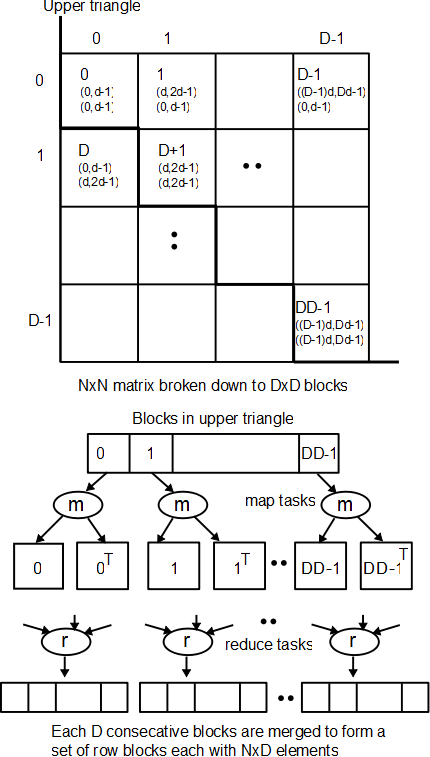 Upper triangle
0 1 D-1
0
0 1 D-1
(0,d-1) (d,2d-1) ((D-1)d,Dd-1)
(0,d-1) (0,d-1) (0,d-1)
1
D D+1
(0,d-1) (d,2d-1)
(d,2d-1) (d,2d-1)
D-1
DD-1
((D-1)d,Dd-1)
((D-1)d,Dd-1)
NxN matrix broken down to DxD blocks
Blocks in upper triangle
0 1 DD-1
m m map tasks m
0 0T 1 1T DD-1 DD-1T
r r reduce tasks r
Each D consecutive blocks are merged to form a
set of row blocks each with NxD elements